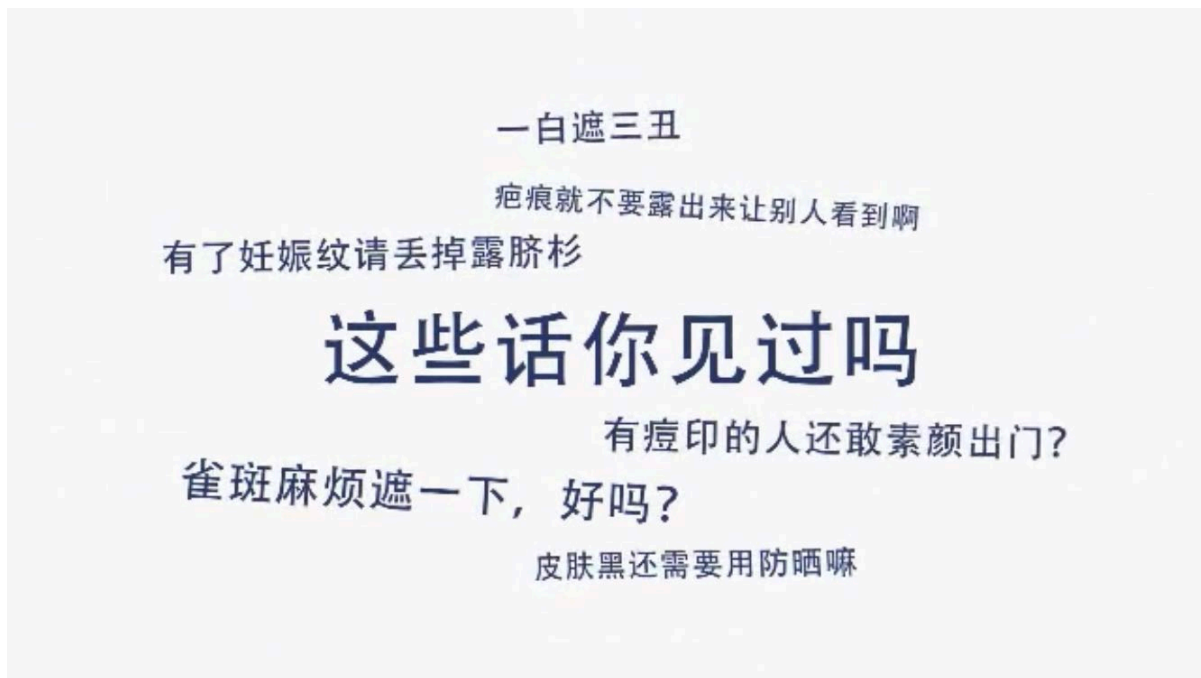 一白遮三丑
疤痕就不要露出来让别人看到啊
有了妊娠纹请丢掉露脐衫
这些话你见过吗
有痘印的人还敢素颜出门?
雀斑麻烦遮一下，好吗?
皮肤黑还需要用防晒嘛